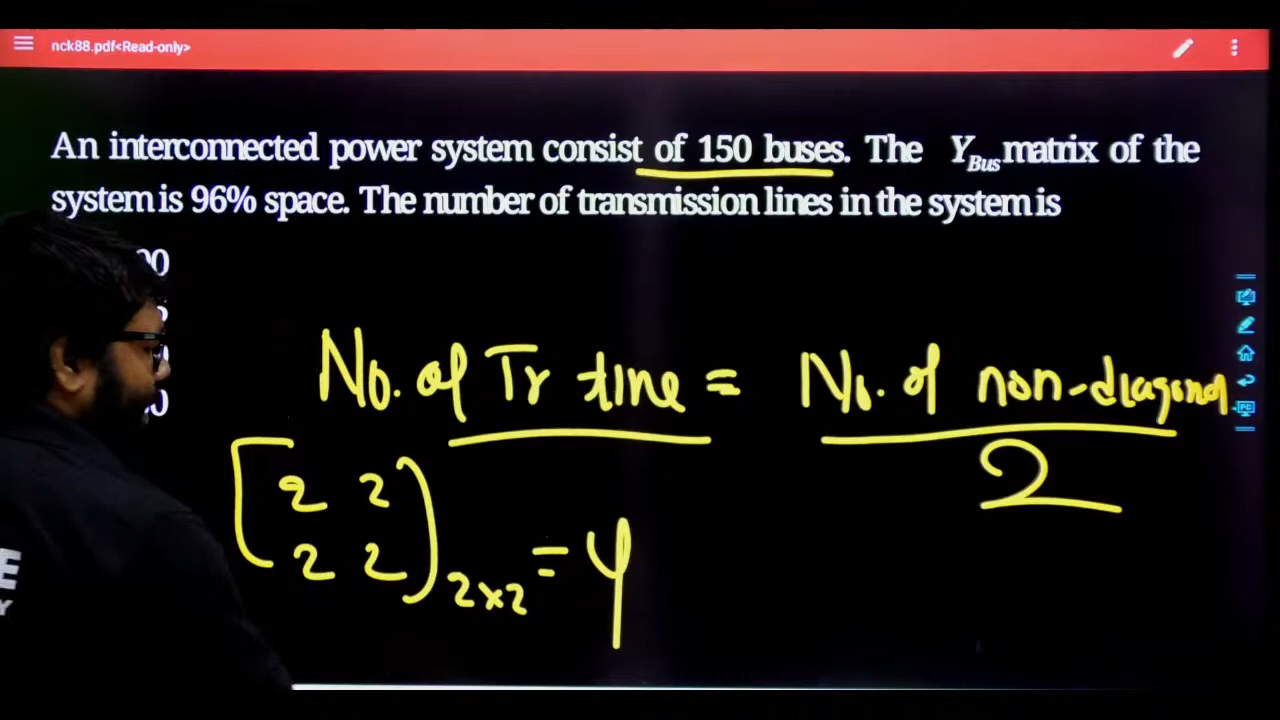 nck88.pdf<Read-only>
An interconnected power system consist of 150 buses. The Y_Bus matrix of the
system is 96% space. The number of transmission lines in the system is
No. of Tr line = No. of non-diagonal
2
2 2
2 2
2x2 = 4
E
Y